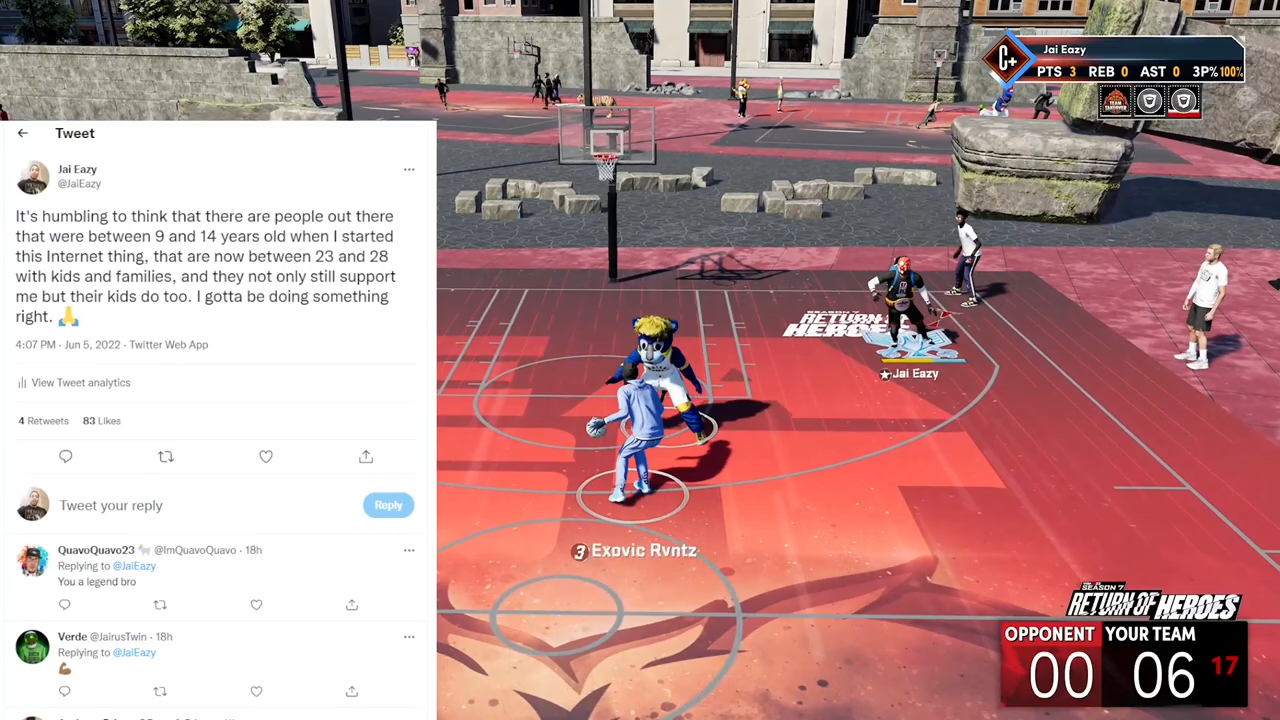 Tweet
Jai Eazy
@JaiEazy
It's humbling to think that there are people out there
that were between 9 and 14 years old when I started
this Internet thing, that are now between 23 and 28
with kids and families, and they not only still support
me but their kids do too. I gotta be doing something
right. 🙏
4:07 PM · Jun 5, 2022 · Twitter Web App
View Tweet analytics
4 Retweets 83 Likes
Tweet your reply
Reply
QuavoQuavo23 🐐 @ImQuavoQuavo · 18h
Replying to @JaiEazy
You a legend bro
Verde @JairusTwin · 18h
Replying to @JaiEazy
💪🏾
C+
Jai Eazy
PTS 3 REB 0 AST 0 3P% 100%
TEAM
TAKEOVER
SEASON 7
RETURN OF
HEROES
Jai Eazy
3 Exovic Rvntz
SEASON 7
RETURN OF HEROES
OPPONENT YOUR TEAM
00 06 17